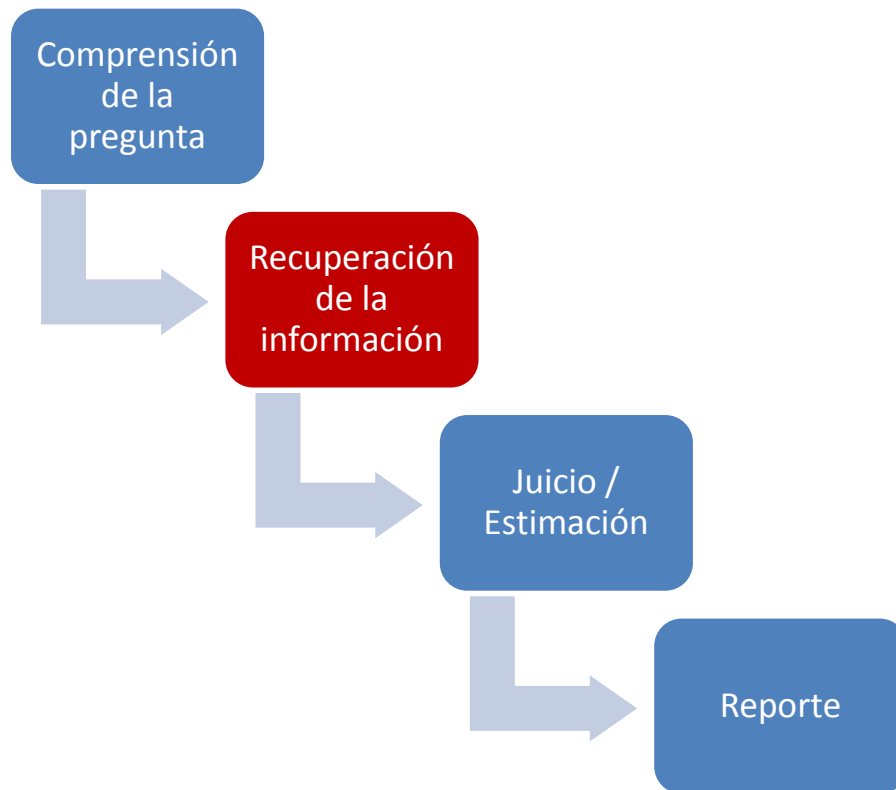 Comprensión
de la
pregunta
Recuperación
de la
información
Juicio /
Estimación
Reporte